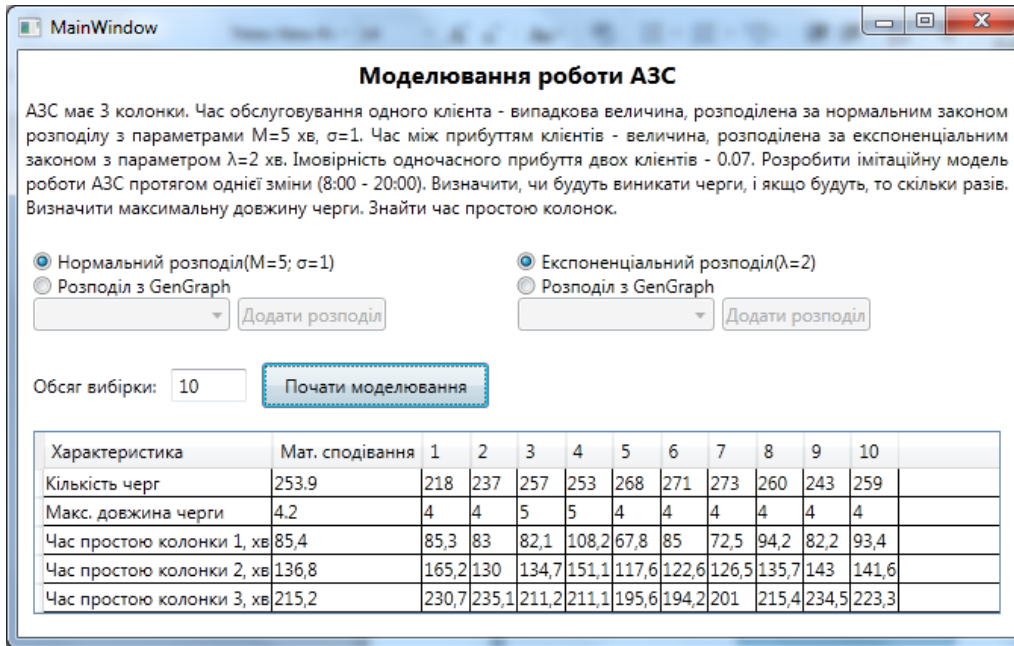 MainWindow
Моделювання роботи АЗС
АЗС має 3 колонки. Час обслуговування одного клієнта - випадкова величина, розподілена за нормальним законом
розподілу з параметрами М=5 хв, σ=1. Час між прибуттям клієнтів - величина, розподілена за експоненціальним
законом з параметром λ=2 хв. Імовірність одночасного прибуття двох клієнтів - 0.07. Розробити імітаційну модель
роботи АЗС протягом однієї зміни (8:00 - 20:00). Визначити, чи будуть виникати черги, і якщо будуть, то скільки разів.
Визначити максимальну довжину черги. Знайти час простою колонок.
Нормальний розподіл(М=5; σ=1) Експоненціальний розподіл(λ=2)
Розподіл з GenGraph Розподіл з GenGraph
Додати розподіл Додати розподіл
Обсяг вибірки: 10 Почати моделювання
Характеристика Мат. сподівання 1 2 3 4 5 6 7 8 9 10
Кількість черг 253.9 218 237 257 253 268 271 273 260 243 259
Макс. довжина черги 4.2 4 4 5 5 4 4 4 4 4 4
Час простою колонки 1, хв 85,4 85,3 83 82,1 108,2 67,8 85 72,5 94,2 82,2 93,4
Час простою колонки 2, хв 136,8 165,2 130 134,7 151,1 117,6 122,6 126,5 135,7 143 141,6
Час простою колонки 3, хв 215,2 230,7 235,1 211,2 211,1 195,6 194,2 201 215,4 234,5 223,3